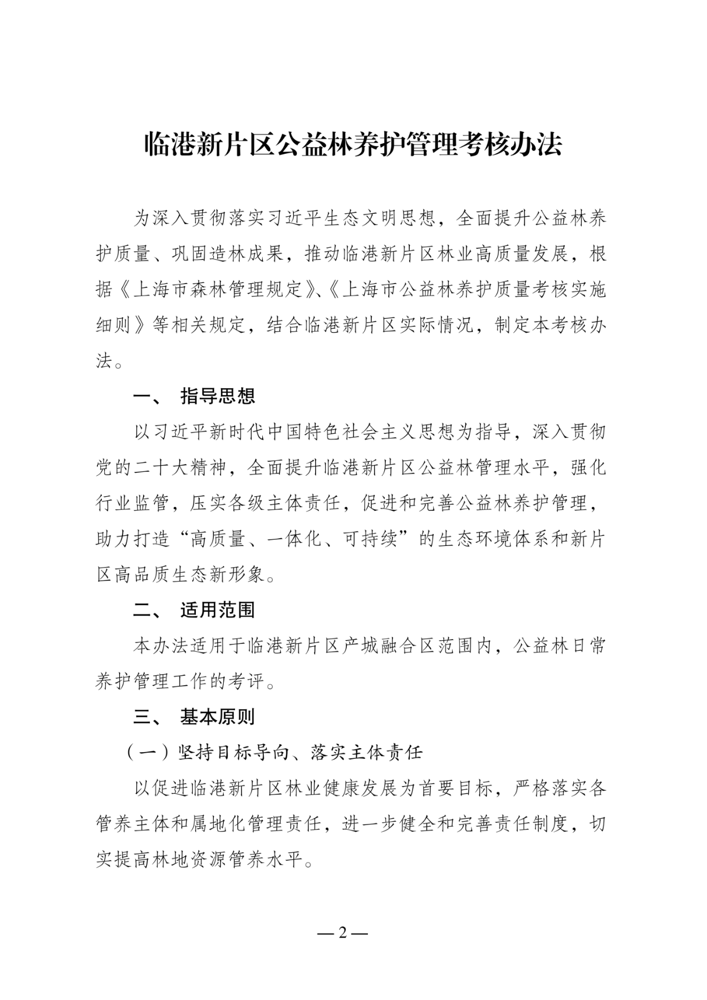 临港新片区公益林养护管理考核办法
为深入贯彻落实习近平生态文明思想，全面提升公益林养
护质量、巩固造林成果，推动临港新片区林业高质量发展，根
据《上海市森林管理规定》、《上海市公益林养护质量考核实施
细则》等相关规定，结合临港新片区实际情况，制定本考核办
法。
一、 指导思想
以习近平新时代中国特色社会主义思想为指导，深入贯彻
党的二十大精神，全面提升临港新片区公益林管理水平，强化
行业监管，压实各级主体责任，促进和完善公益林养护管理，
助力打造“高质量、一体化、可持续”的生态环境体系和新片
区高品质生态新形象。
二、 适用范围
本办法适用于临港新片区产城融合区范围内，公益林日常
养护管理工作的考评。
三、 基本原则
（一）坚持目标导向、落实主体责任
以促进临港新片区林业健康发展为首要目标，严格落实各
管养主体和属地化管理责任，进一步健全和完善责任制度，切
实提高林地资源管养水平。
— 2 —